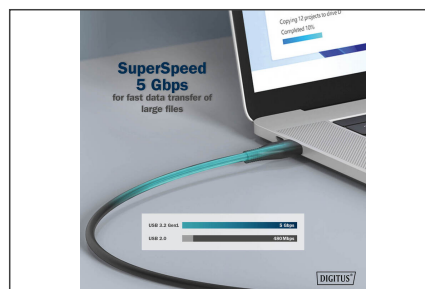 Copying 12 projects to drive D
Completed 10%
SuperSpeed
5 Gbps
for fast data transfer of
large files
USB 3.2 Gen1
5 Gbps
USB 2.0
480 Mbps
DIGITUS®